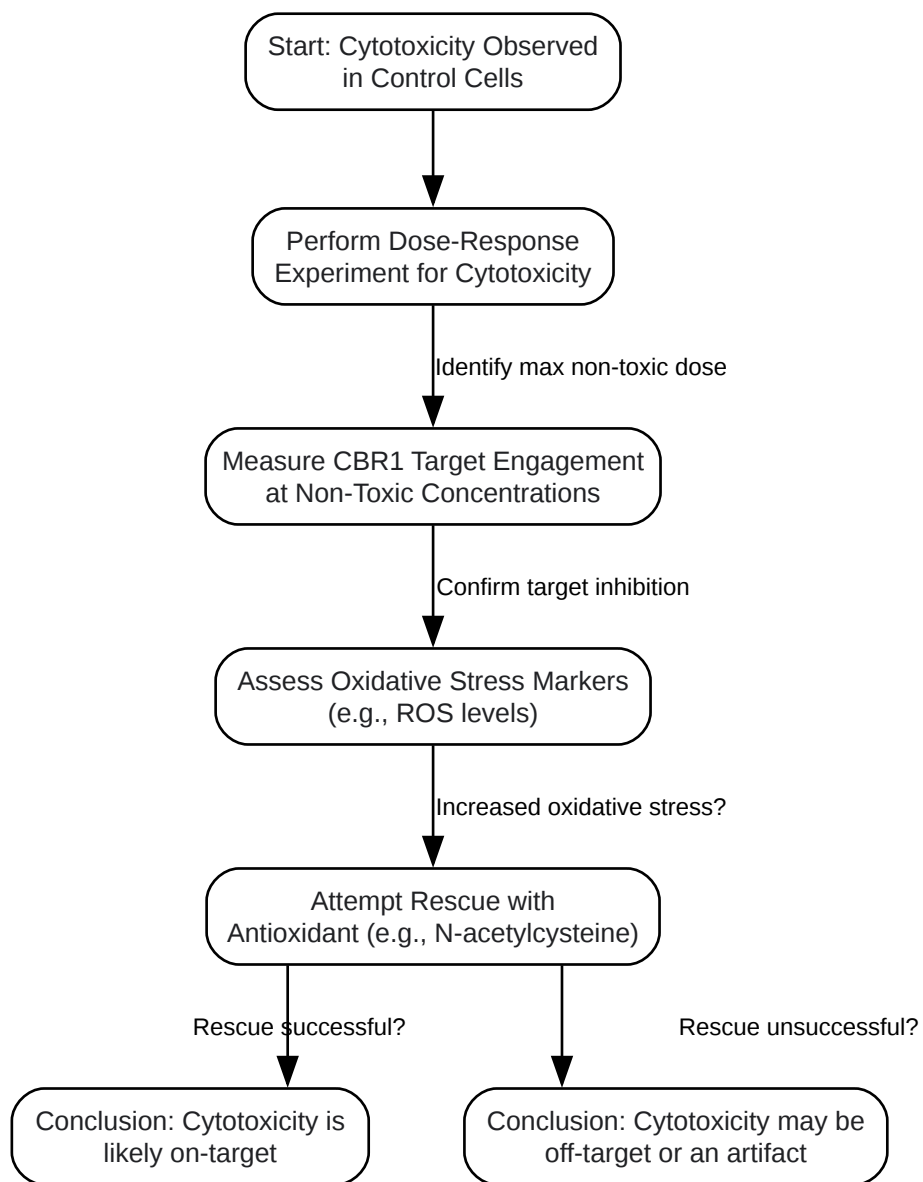 Start: Cytotoxicity Observed
in Control Cells
Perform Dose-Response
Experiment for Cytotoxicity
Identify max non-toxic dose
Measure CBR1 Target Engagement
at Non-Toxic Concentrations
Confirm target inhibition
Assess Oxidative Stress Markers
(e.g., ROS levels)
Increased oxidative stress?
Attempt Rescue with
Antioxidant (e.g., N-acetylcysteine)
Rescue successful?
Rescue unsuccessful?
Conclusion: Cytotoxicity is
likely on-target
Conclusion: Cytotoxicity may be
off-target or an artifact